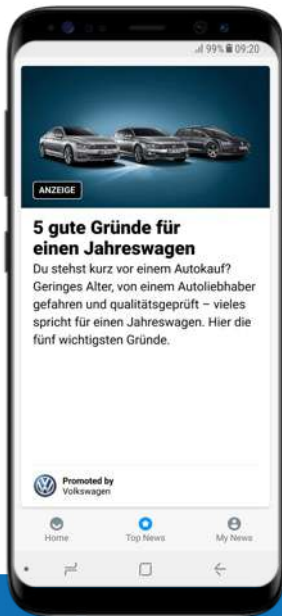 99% 09:20
ANZEIGE
5 gute Gründe für
einen Jahreswagen
Du stehst kurz vor einem Autokauf?
Geringes Alter, von einem Autoliebhaber
gefahren und qualitätsgeprüft – vieles
spricht für einen Jahreswagen. Hier die
fünf wichtigsten Gründe.
Promoted by
Volkswagen
Home Top News My News